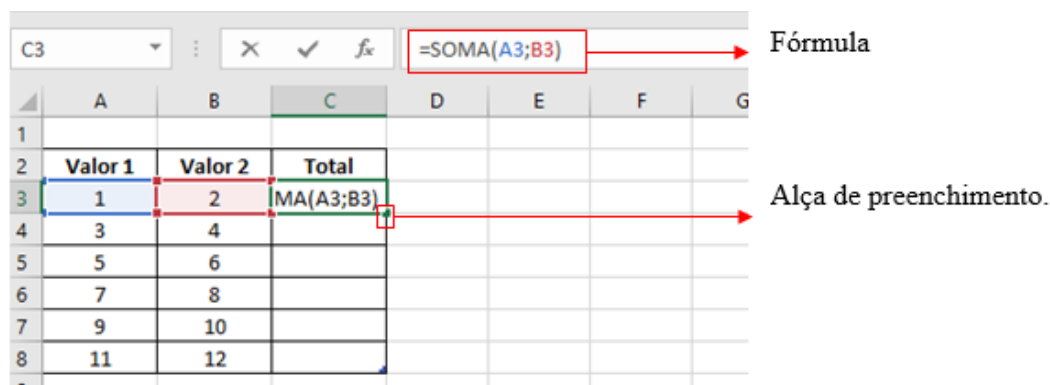 C3 fx =SOMA(A3;B3) Fórmula
A B C D E F G
1
2 Valor 1 Valor 2 Total
3 1 2 MA(A3;B3) Alça de preenchimento.
4 3 4
5 5 6
6 7 8
7 9 10
8 11 12